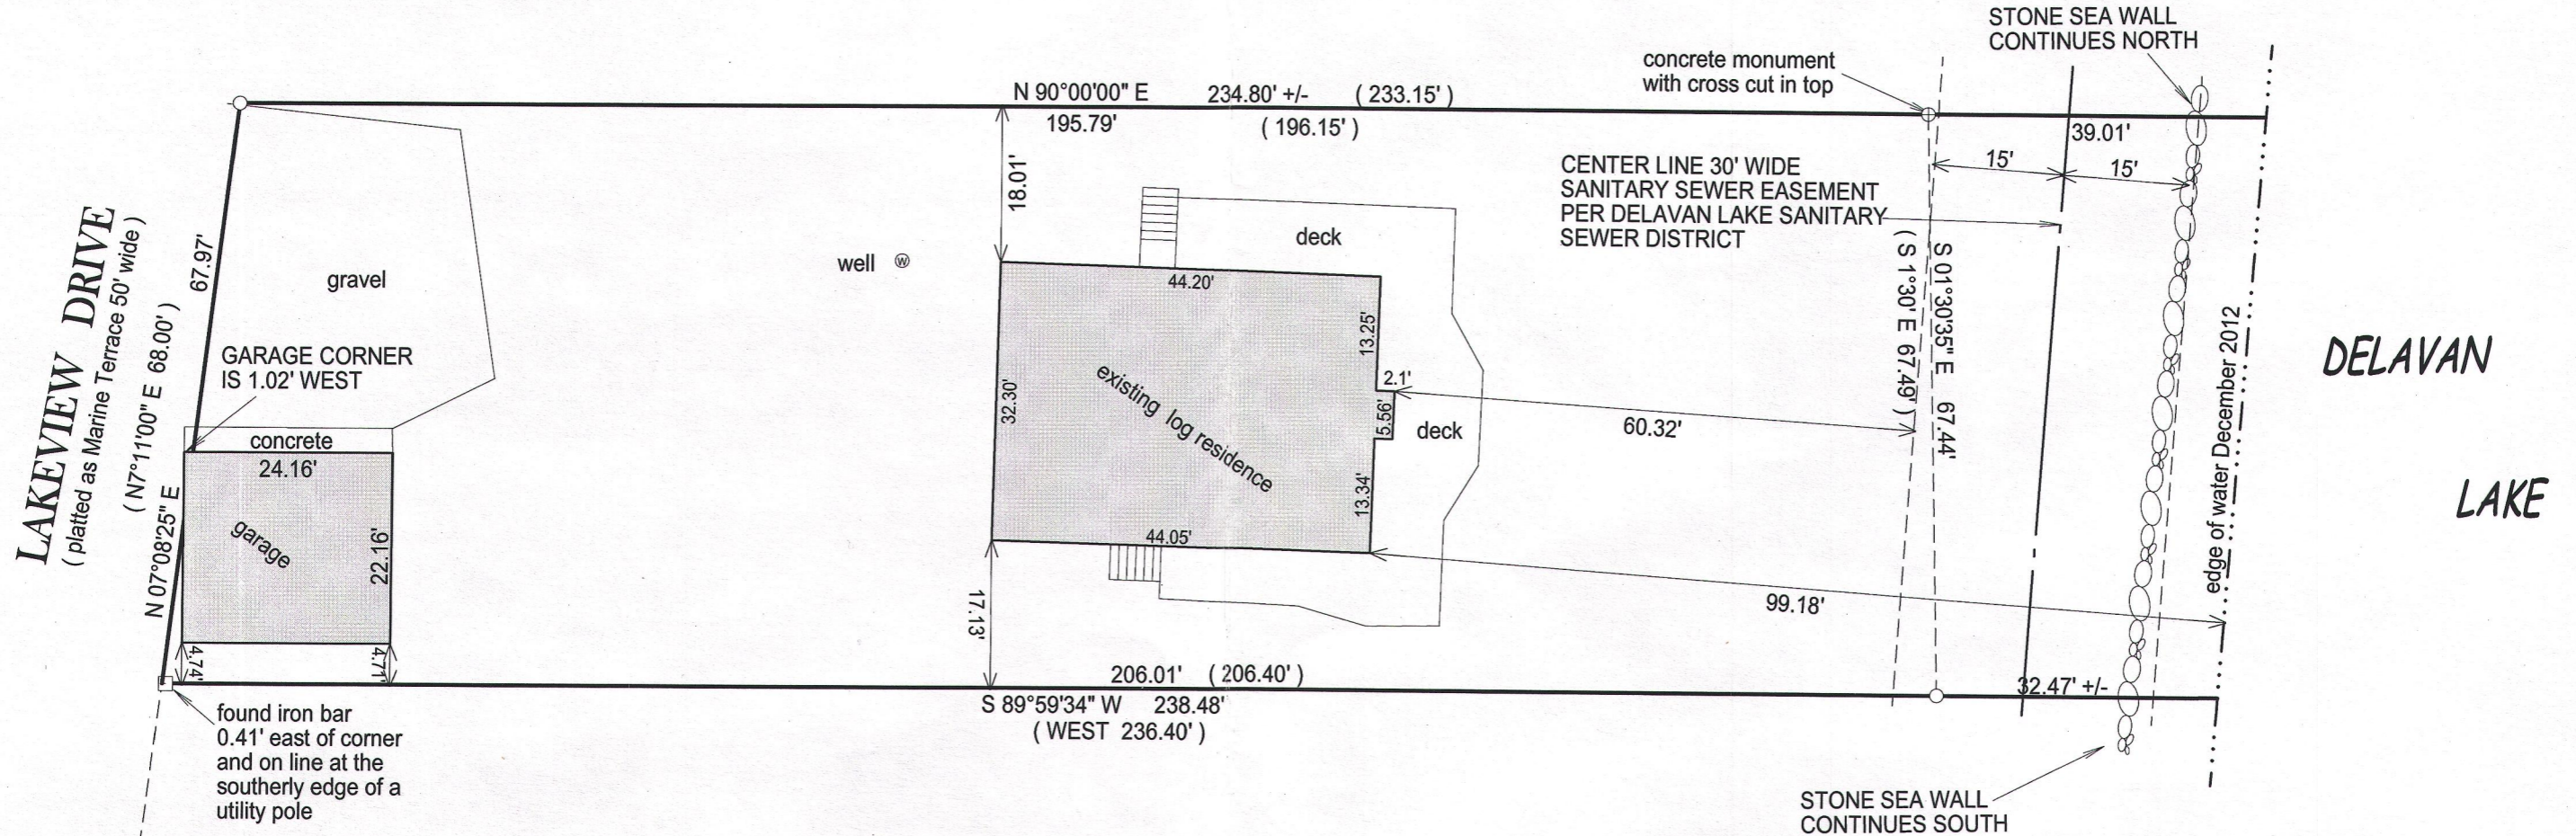 STONE SEA WALL
CONTINUES NORTH
concrete monument
with cross cut in top
N 90°00'00" E 234.80' +/- ( 233.15' )
195.79' ( 196.15' )
39.01'
15' 15'
CENTER LINE 30' WIDE
SANITARY SEWER EASEMENT
PER DELAVAN LAKE SANITARY
SEWER DISTRICT
18.01'
LAKEVIEW DRIVE
( platted as Marine Terrace 50' wide )
( N7°11'00" E 68.00' )
N 07°08'25" E
67.97'
gravel
GARAGE CORNER
IS 1.02' WEST
concrete
24.16'
garage
22.16'
4.74'
4.71'
well W
deck
44.20'
13.25'
2.1'
5.56'
deck
13.34'
32.30'
existing log residence
44.05'
17.13'
60.32'
99.18'
( S 1°30' E 67.49' )
S 01°30'35" E 67.44'
edge of water December 2012
DELAVAN
LAKE
206.01' ( 206.40' )
32.47' +/-
S 89°59'34" W 238.48'
( WEST 236.40' )
found iron bar
0.41' east of corner
and on line at the
southerly edge of a
utility pole
STONE SEA WALL
CONTINUES SOUTH